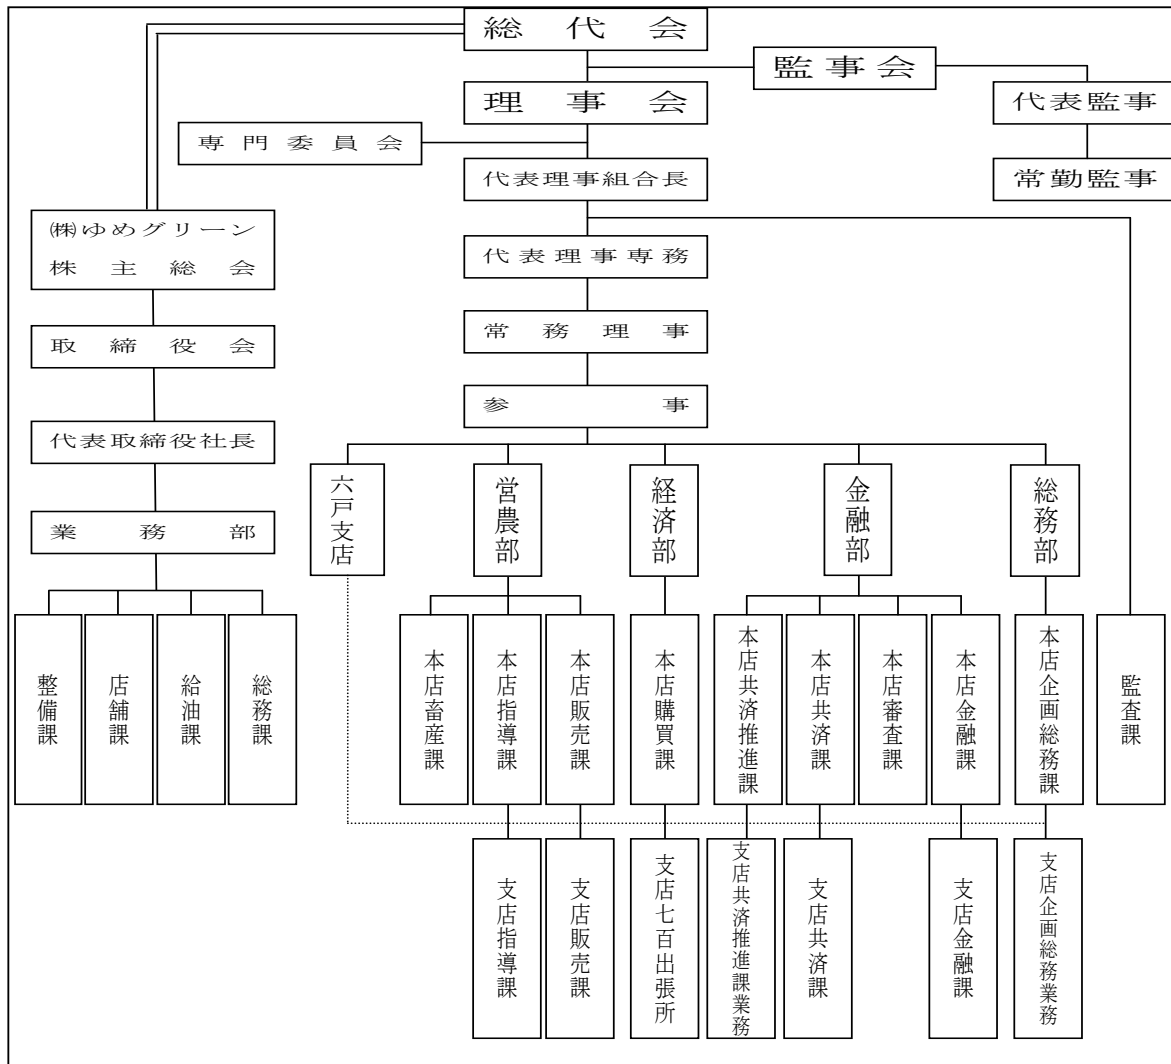 総代会
監事会
理事会
代表監事
専門委員会
代表理事組合長
常勤監事
㈱ゆめグリーン
株主総会
代表理事専務
取締役会
常務理事
参事
代表取締役社長
業務部
六戸支店
営農部
経済部
金融部
総務部
整備課
店舗課
給油課
総務課
本店畜産課
本店指導課
本店販売課
本店購買課
本店共済推進課
本店共済課
本店審査課
本店金融課
本店企画総務課
監査課
支店指導課
支店販売課
支店七百出張所
支店共済推進課業務
支店共済課
支店金融課
支店企画総務業務